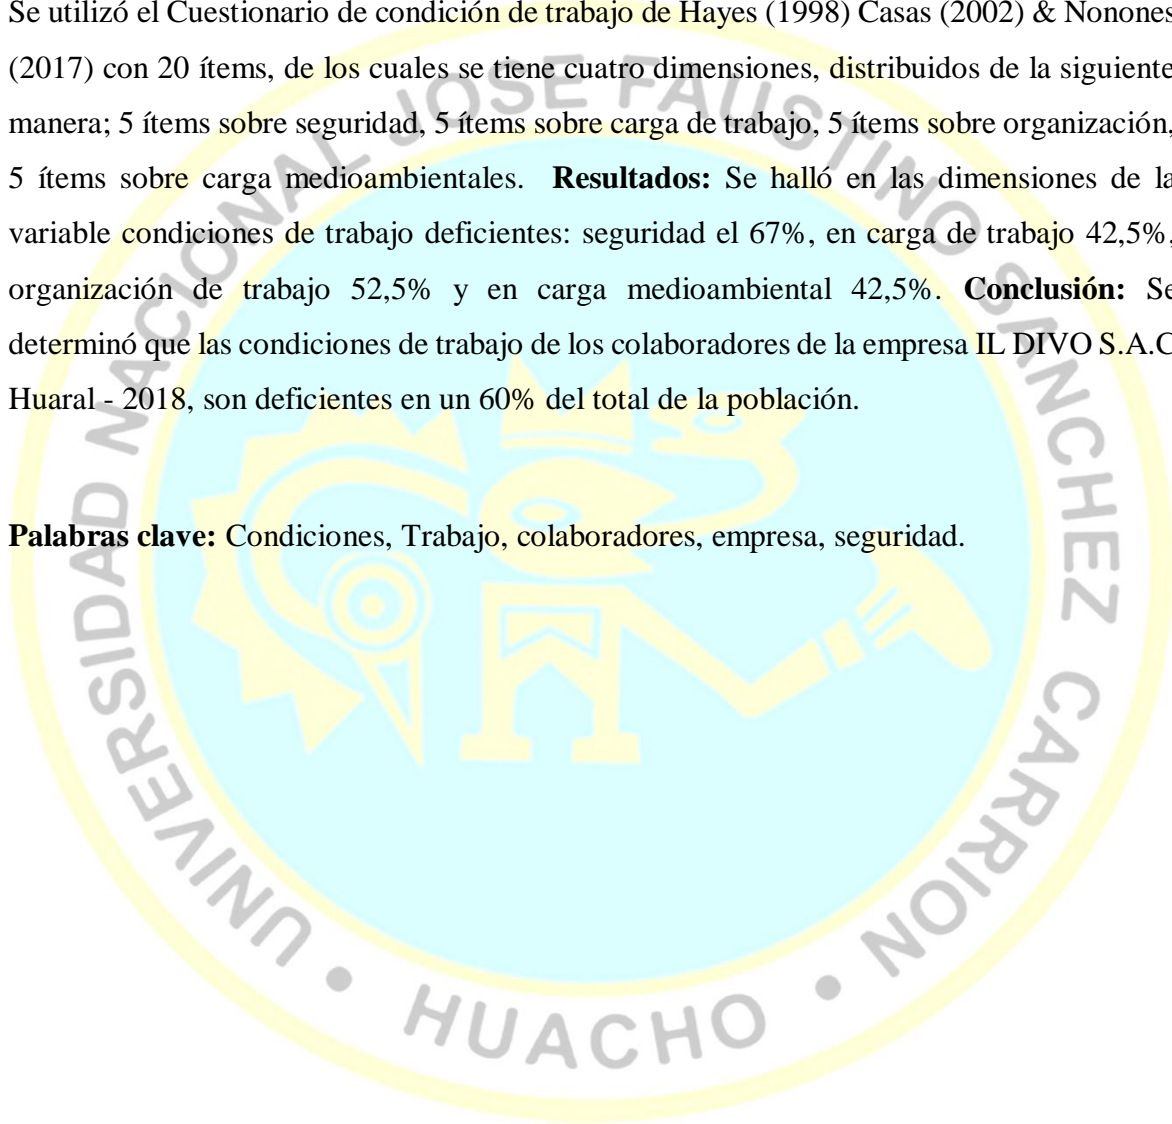 Se utilizó el Cuestionario de condición de trabajo de Hayes (1998) Casas (2002) & Nonones
(2017) con 20 ítems, de los cuales se tiene cuatro dimensiones, distribuidos de la siguiente
manera; 5 ítems sobre seguridad, 5 ítems sobre carga de trabajo, 5 ítems sobre organización,
5 ítems sobre carga medioambientales. Resultados: Se halló en las dimensiones de la
variable condiciones de trabajo deficientes: seguridad el 67%, en carga de trabajo 42,5%,
organización de trabajo 52,5% y en carga medioambiental 42,5%. Conclusión: Se
determinó que las condiciones de trabajo de los colaboradores de la empresa IL DIVO S.A.C
Huaral - 2018, son deficientes en un 60% del total de la población.
Palabras clave: Condiciones, Trabajo, colaboradores, empresa, seguridad.
UNIVERSIDAD NACIONAL JOSE FAUSTINO SANCHEZ CARRION • HUACHO •